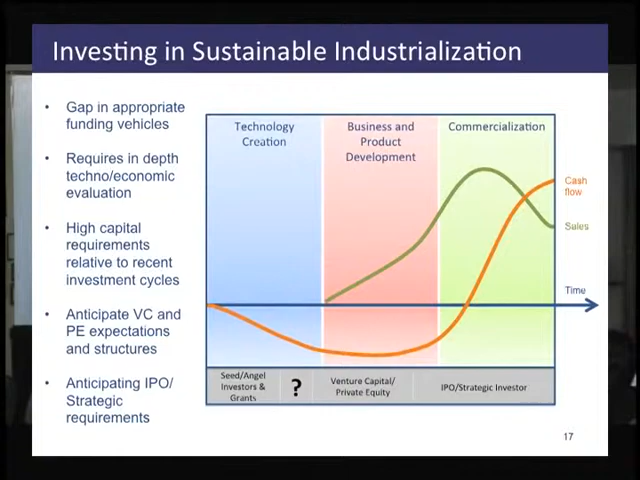 Investing in Sustainable Industrialization
• Gap in appropriate
funding vehicles
• Requires in depth
techno/economic
evaluation
• High capital
requirements
relative to recent
investment cycles
• Anticipate VC and
PE expectations
and structures
• Anticipating IPO/
Strategic
requirements
Technology
Creation
Business and
Product
Development
Commercialization
Cash
flow
Sales
Time
Seed/Angel
Investors &
Grants
?
Venture Capital/
Private Equity
IPO/Strategic Investor
17